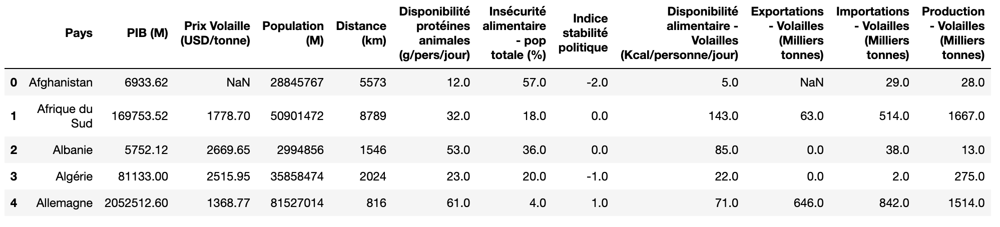 Pays PIB (M) Prix Volaille (USD/tonne) Population (M) Distance (km) Disponibilité protéines animales (g/pers/jour) Insécurité alimentaire - pop totale (%) Indice stabilité politique Disponibilité alimentaire - Volailles (Kcal/personne/jour) Exportations - Volailles (Milliers tonnes) Importations - Volailles (Milliers tonnes) Production - Volailles (Milliers tonnes)
0 Afghanistan 6933.62 NaN 28845767 5573 12.0 57.0 -2.0 5.0 NaN 29.0 28.0
1 Afrique du Sud 169753.52 1778.70 50901472 8789 32.0 18.0 0.0 143.0 63.0 514.0 1667.0
2 Albanie 5752.12 2669.65 2994856 1546 53.0 36.0 0.0 85.0 0.0 38.0 13.0
3 Algérie 81133.00 2515.95 35858474 2024 23.0 20.0 -1.0 22.0 0.0 2.0 275.0
4 Allemagne 2052512.60 1368.77 81527014 816 61.0 4.0 1.0 71.0 646.0 842.0 1514.0